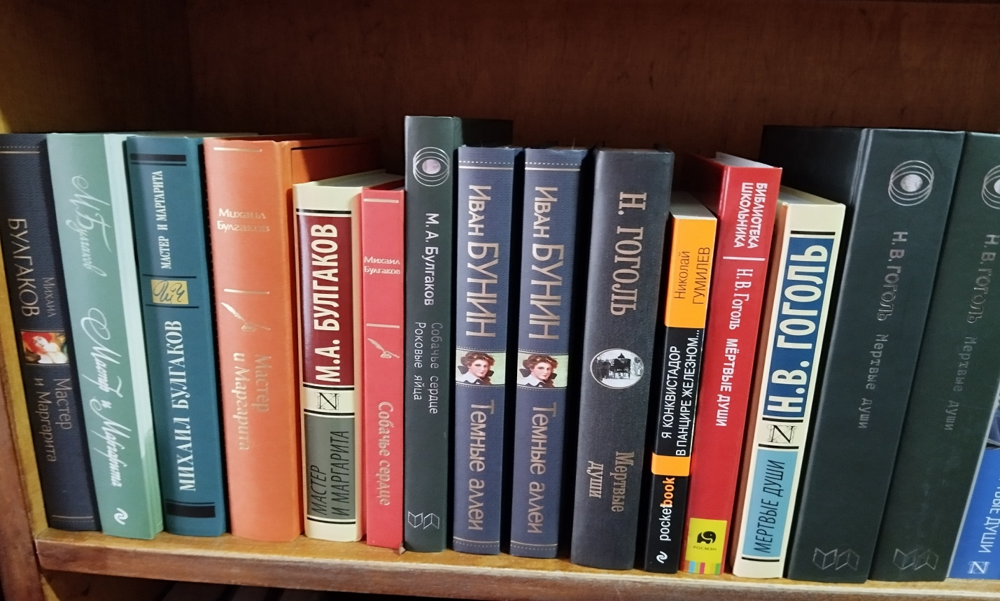 Михаил
БУЛГАКОВ
Мастер
и Маргарита
М.Булгаков
Мастер и Маргарита
МИХАИЛ БУЛГАКОВ
МАСТЕР И МАРГАРИТА
Михаил
Булгаков
Мастер
и Маргарита
М.А. БУЛГАКОВ
МАСТЕР
И МАРГАРИТА
Михаил
Булгаков
Собачье сердце
М. А. Булгаков
Собачье сердце
Роковые яйца
Иван БУНИН
Темные аллеи
Иван БУНИН
Темные аллеи
Н. ГОГОЛЬ
Мертвые
души
Николай
ГУМИЛЕВ
Я КОНКВИСТАДОР
В ПАНЦИРЕ ЖЕЛЕЗНОМ...
pocketbook
БИБЛИОТЕКА
ШКОЛЬНИКА
Н.В.Гоголь МЁРТВЫЕ ДУШИ
РОСМЭН
Н.В. ГОГОЛЬ
МЕРТВЫЕ ДУШИ
Н.В.ГОГОЛЬ Мертвые души
Н.В.ГОГОЛЬ Мертвые души
ДУШИ